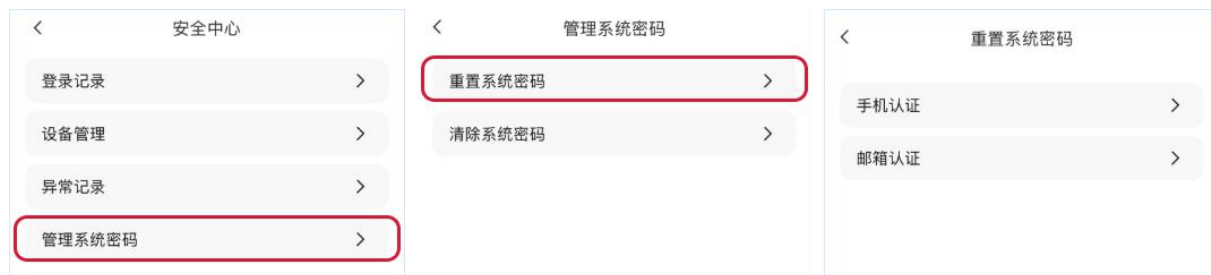 安全中心
登录记录
设备管理
异常记录
管理系统密码
管理系统密码
重置系统密码
清除系统密码
重置系统密码
手机认证
邮箱认证